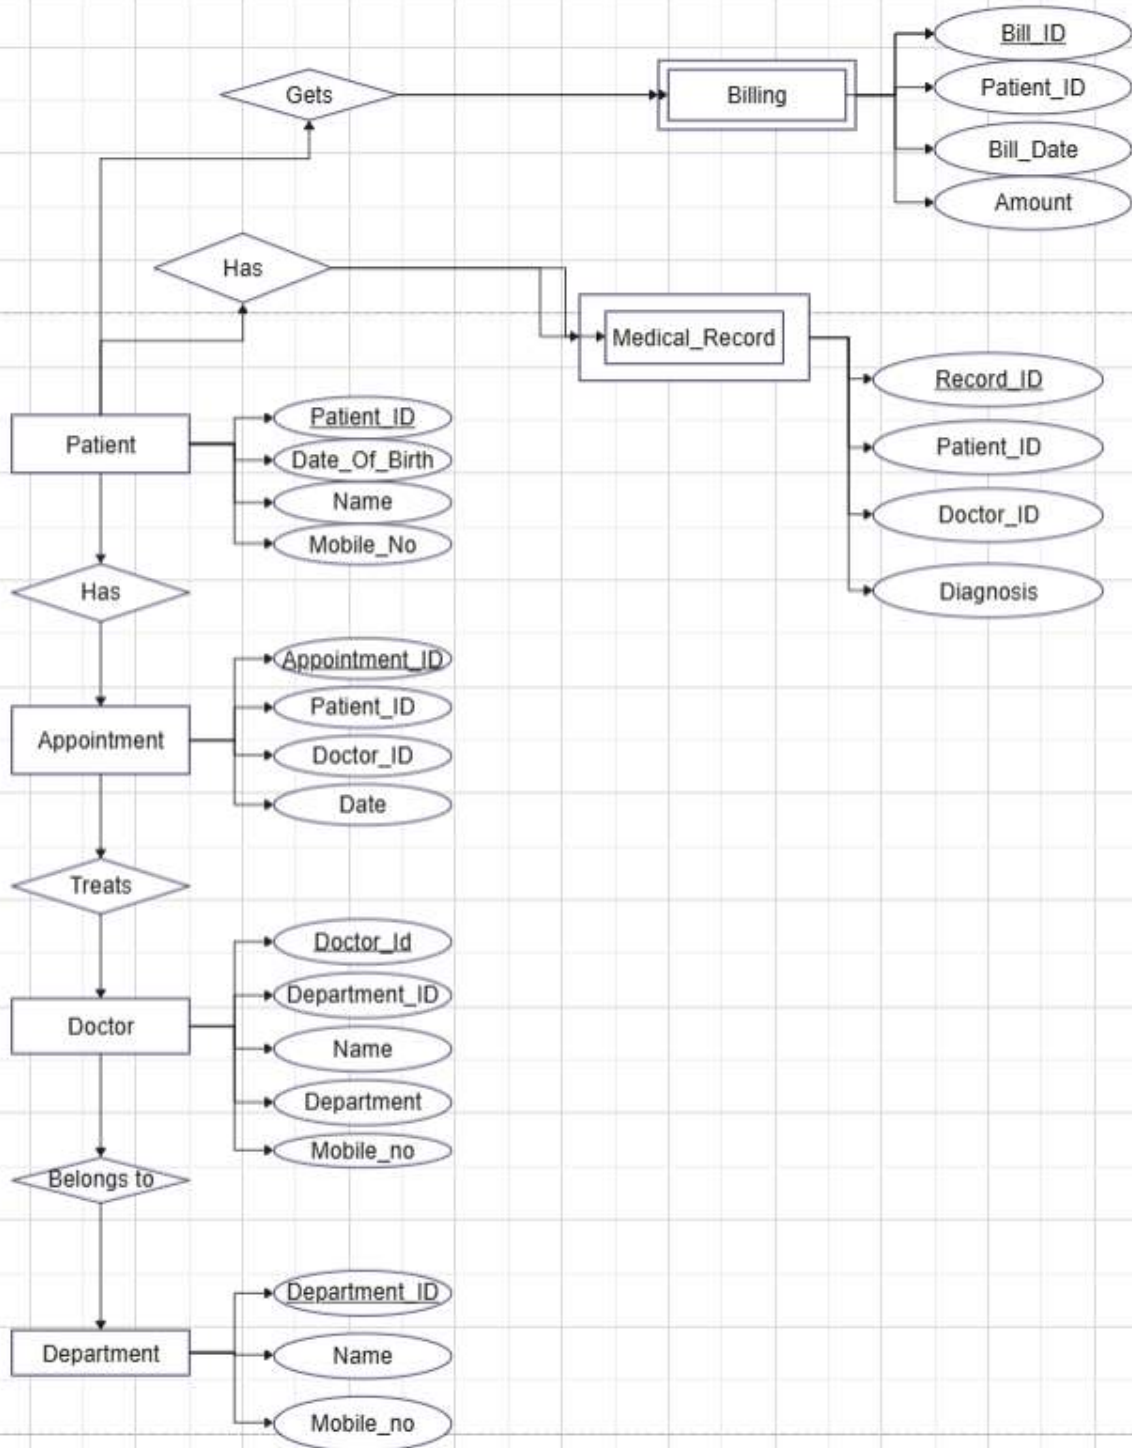 Gets
Billing
Bill_ID
Patient_ID
Bill_Date
Amount
Has
Medical_Record
Record_ID
Patient_ID
Doctor_ID
Diagnosis
Patient
Patient_ID
Date_Of_Birth
Name
Mobile_No
Has
Appointment
Appointment_ID
Patient_ID
Doctor_ID
Date
Treats
Doctor
Doctor_Id
Department_ID
Name
Department
Mobile_no
Belongs to
Department
Department_ID
Name
Mobile_no